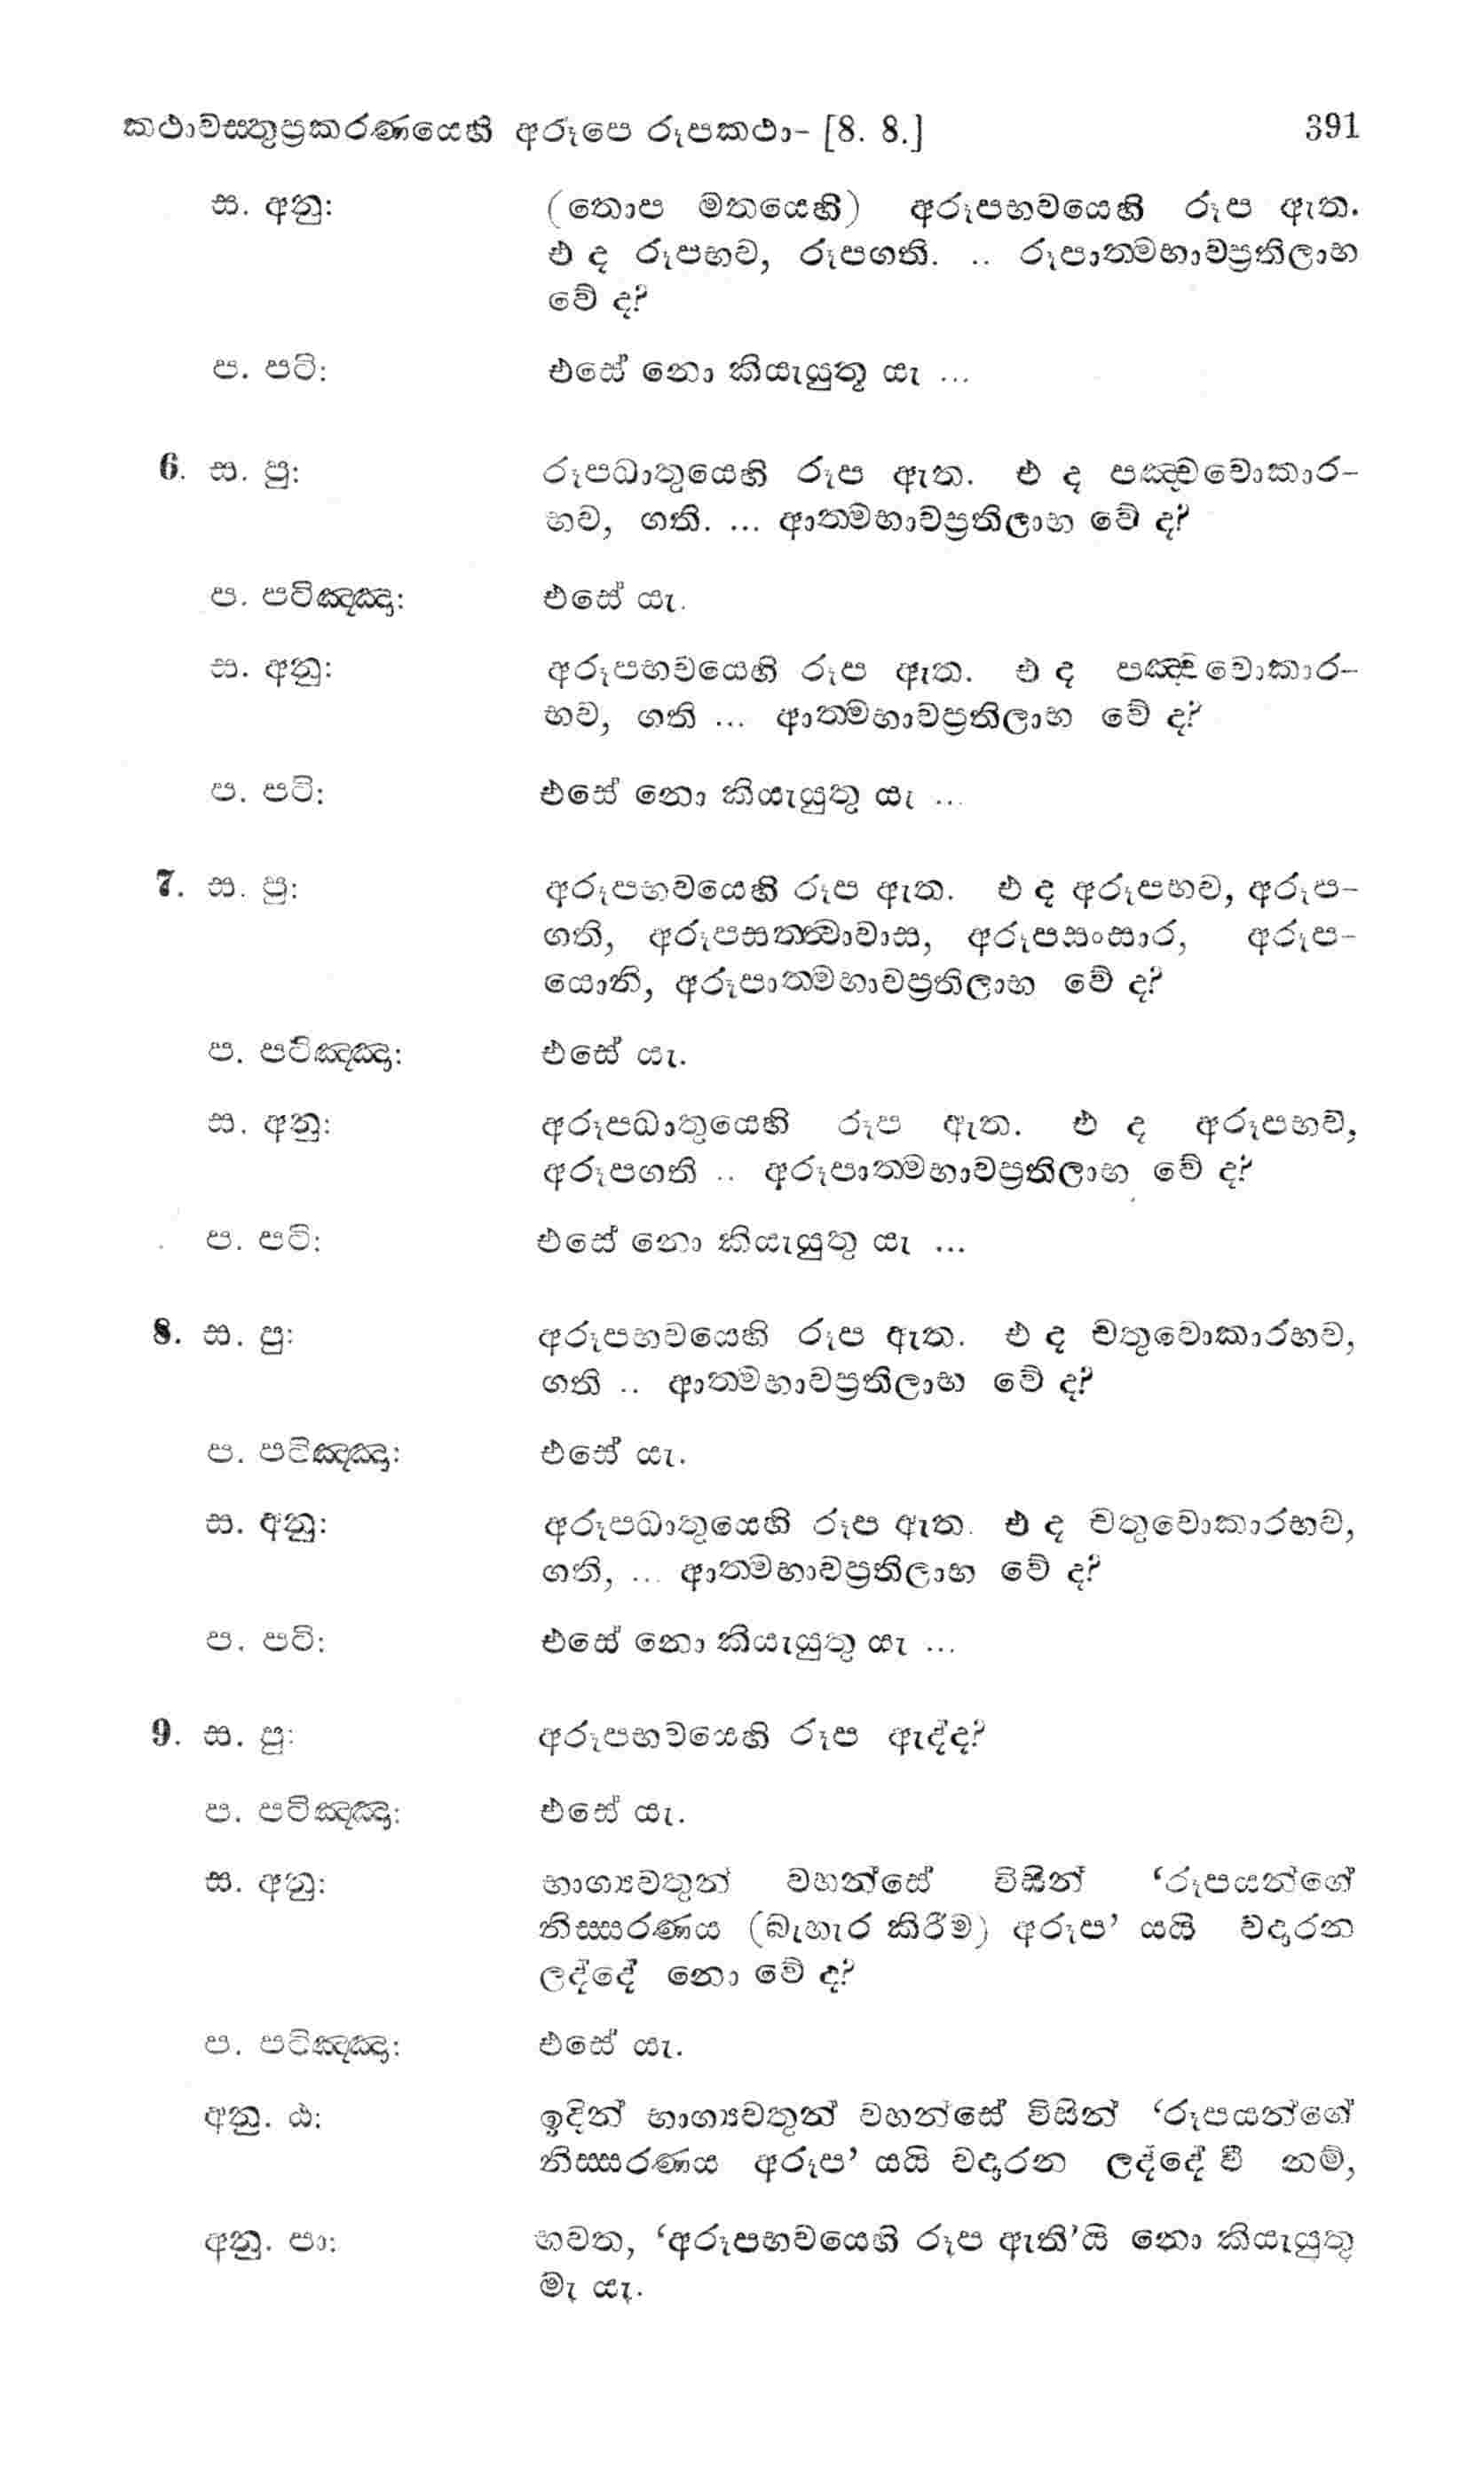 කථාවස්තුප්‍රකරණයෙහි අරූපෙ රූපකථා- [8. 8.] 391
ස. අනු: (තොප මතයෙහි) අරූපභවයෙහි රූප ඇත.
එ ද රූපභව, රූපගති. .. රූපාත්මභාවප්‍රතිලාභ
වේ ද?
ප. පටි: එසේ නො කියැයුතු යැ ...
6. ස. පු: රූපධාතුයෙහි රූප ඇත. එ ද පඤ්චවොකාර-
භව, ගති. ... ආත්මභාවප්‍රතිලාභ වේ ද?
ප. පටිඤ්ඤා: එසේ යැ.
ස. අනු: අරූපභවයෙහි රූප ඇත. එ ද පඤ්චවොකාර-
භව, ගති ... ආත්මභාවප්‍රතිලාභ වේ ද?
ප. පටි: එසේ නො කියැයුතු යැ ...
7. ස. පු: අරූපභවයෙහි රූප ඇත. එ ද අරූපභව, අරූප-
ගති, අරූපසත්ත්වාවාස, අරූපසංසාර, අරූප-
යොනි, අරූපාත්මභාවප්‍රතිලාභ වේ ද?
ප. පටිඤ්ඤා: එසේ යැ.
ස. අනු: අරූපධාතුයෙහි රූප ඇත. එ ද අරූපභව,
අරූපගති .. අරූපාත්මභාවප්‍රතිලාභ වේ ද?
ප. පටි: එසේ නො කියැයුතු යැ ...
8. ස. පු: අරූපභවයෙහි රූප ඇත. එ ද චතුවොකාරභව,
ගති .. ආත්මභාවප්‍රතිලාභ වේ ද?
ප. පටිඤ්ඤා: එසේ යැ.
ස. අනු: අරූපධාතුයෙහි රූප ඇත. එ ද චතුවොකාරභව,
ගති, ... ආත්මභාවප්‍රතිලාභ වේ ද?
ප. පටි: එසේ නො කියැයුතු යැ ...
9. ස. පු: අරූපභවයෙහි රූප ඇද්ද?
ප. පටිඤ්ඤා: එසේ යැ.
ස. අනු: භාග්‍යවතුන් වහන්සේ විසින් ‘රූපයන්ගේ
නිස්සරණය (බැහැර කිරීම) අරූප’ යයි වදාරන
ලද්දේ නො වේ ද?
ප. පටිඤ්ඤා: එසේ යැ.
අනු. ඨ: ඉදින් භාග්‍යවතුන් වහන්සේ විසින් ‘රූපයන්ගේ
නිස්සරණය අරූප’ යයි වදාරන ලද්දේ වී නම්,
අනු. පා: භවත, ‘අරූපභවයෙහි රූප ඇති’යි නො කියැයුතු
මැ යැ.